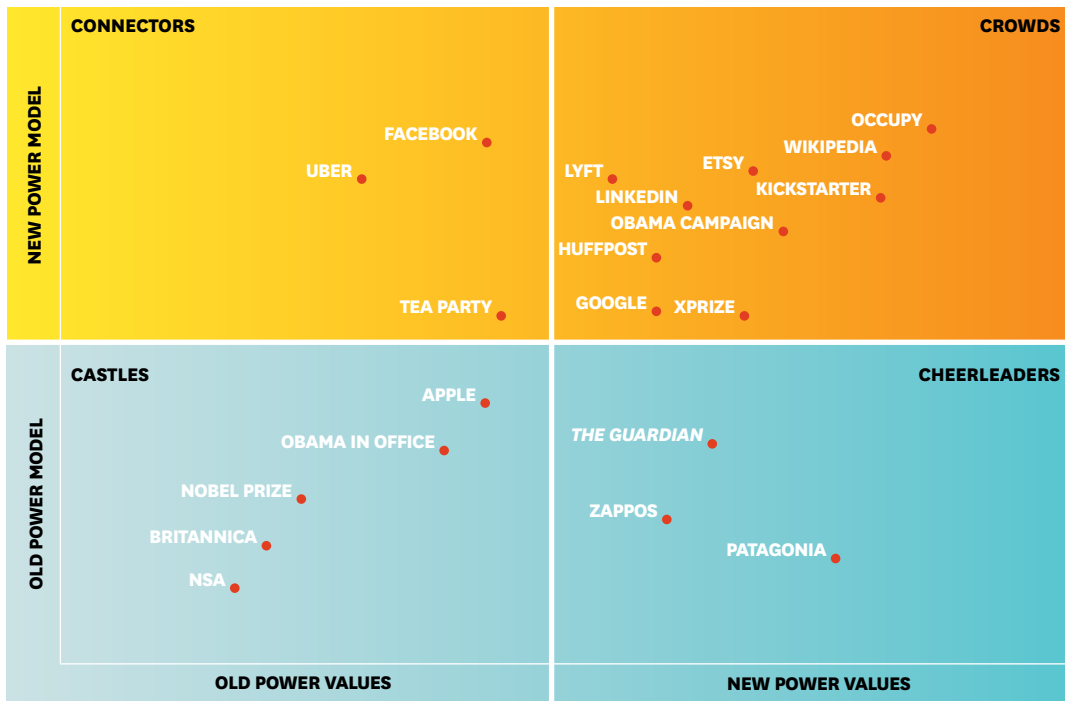 CONNECTORS
CROWDS
NEW POWER MODEL
OCCUPY
FACEBOOK
WIKIPEDIA
ETSY
UBER
LYFT
KICKSTARTER
LINKEDIN
OBAMA CAMPAIGN
HUFFPOST
GOOGLE
XPRIZE
TEA PARTY
CASTLES
CHEERLEADERS
OLD POWER MODEL
APPLE
THE GUARDIAN
OBAMA IN OFFICE
NOBEL PRIZE
ZAPPOS
BRITANNICA
PATAGONIA
NSA
OLD POWER VALUES
NEW POWER VALUES